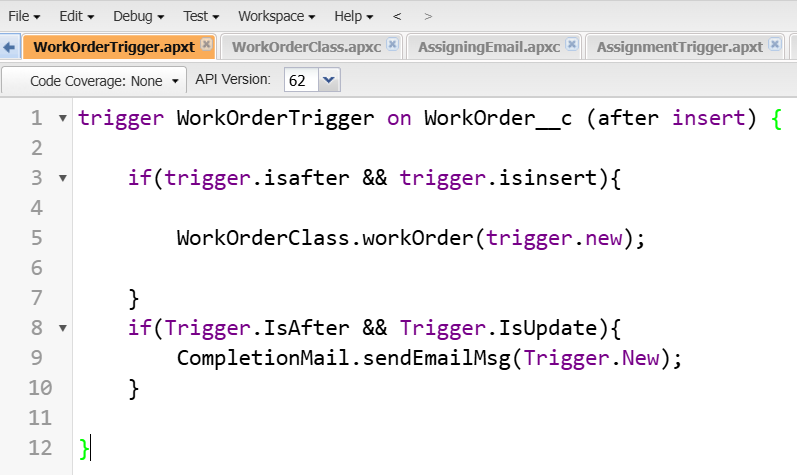 File Edit Debug Test Workspace Help < >
WorkOrderTrigger.apxt WorkOrderClass.apxc AssigningEmail.apxc AssignmentTrigger.apxt
Code Coverage: None API Version: 62
1 trigger WorkOrderTrigger on WorkOrder__c (after insert) {
2
3 if(trigger.isafter && trigger.isinsert){
4
5 WorkOrderClass.workOrder(trigger.new);
6
7 }
8 if(Trigger.IsAfter && Trigger.IsUpdate){
9 CompletionMail.sendEmailMsg(Trigger.New);
10 }
11
12 }